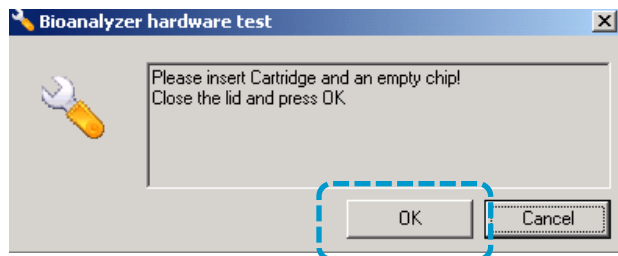 Bioanalyzer hardware test
Please insert Cartridge and an empty chip!
Close the lid and press OK
OK
Cancel